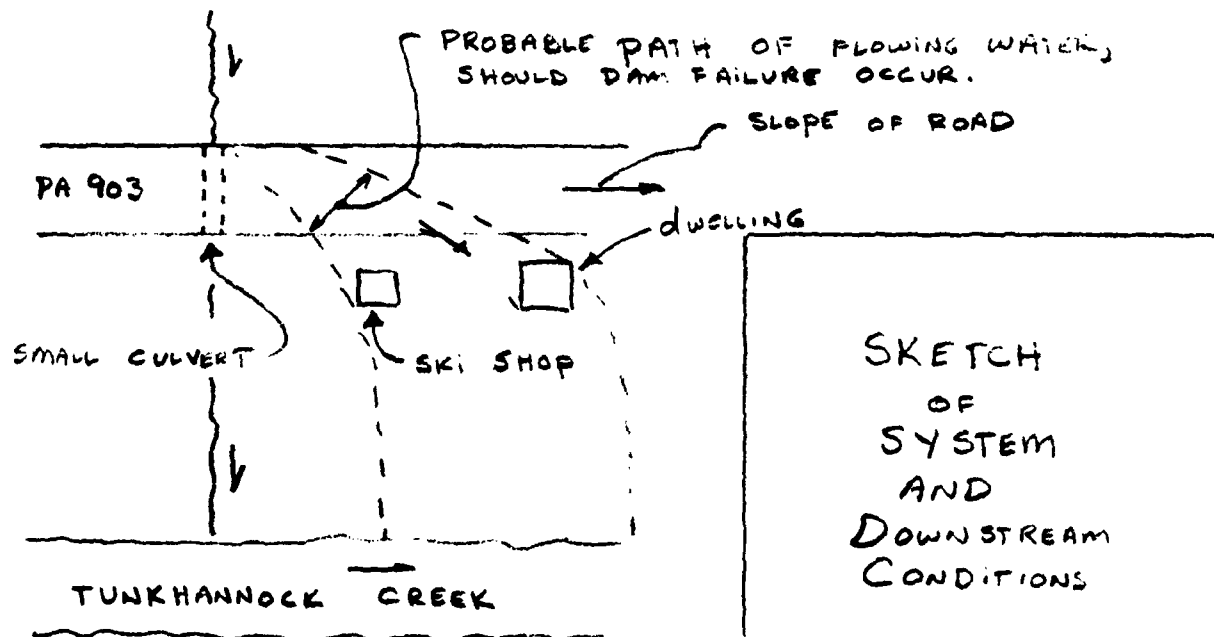 PROBABLE PATH OF FLOWING WATER,
SHOULD DAM FAILURE OCCUR.
SLOPE OF ROAD
PA 903
dwELLING
SMALL CULVERT
SKi SHOP
SKETCH
OF
SYSTEM
AND
DOWNSTREAM
CONDiTiONS
TUNKHANNOCK CREEK